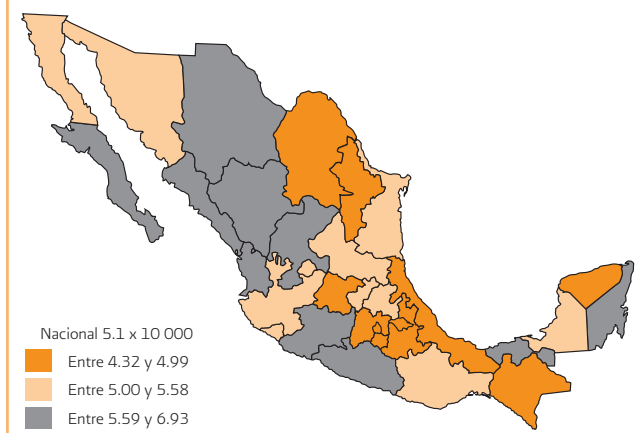 Nacional 5.1 x 10 000
Entre 4.32 y 4.99
Entre 5.00 y 5.58
Entre 5.59 y 6.93